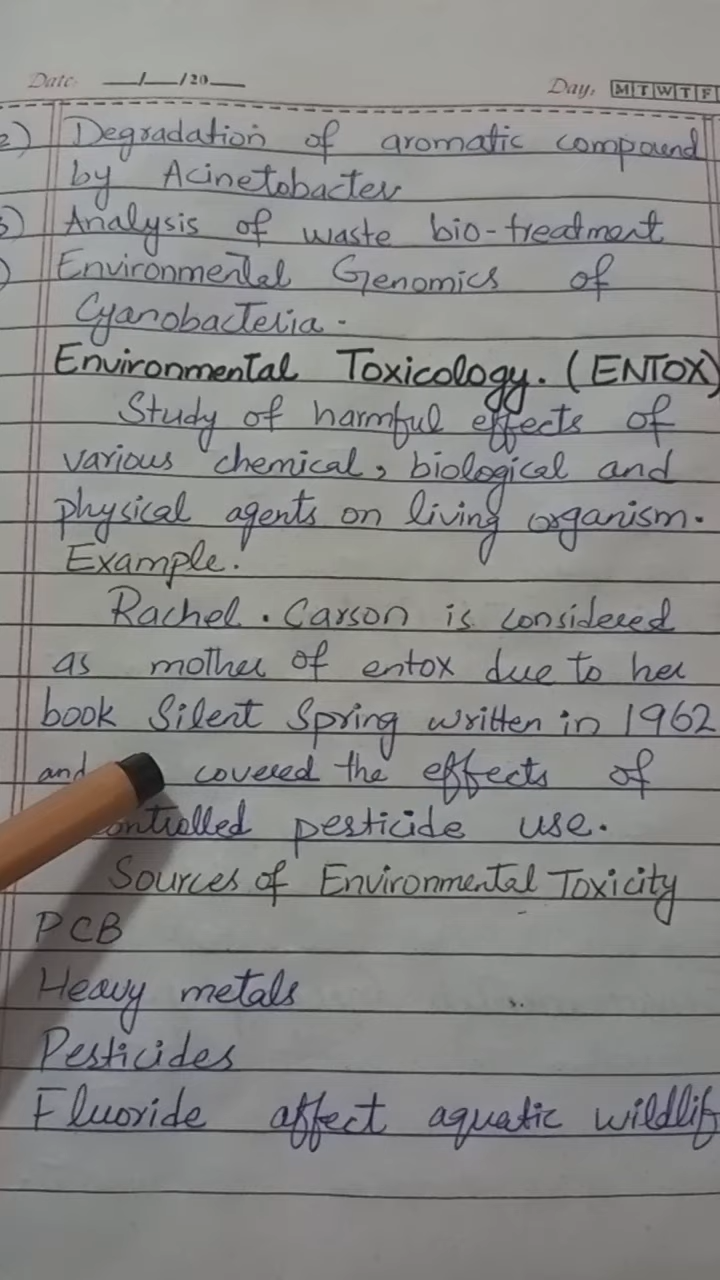 Date: __/__/20__ Day: M T W T F
2) Degradation of aromatic compound
by Acinetobacter
3) Analysis of waste bio-treatment
) Environmental Genomics of
Cyanobacteria.
Environmental Toxicology. (ENTOX)
Study of harmful effects of
various chemical, biological and
physical agents on living organism.
Example.
Rachel. Carson is considered
as mother of entox due to her
book Silent Spring written in 1962
and covered the effects of
ontrolled pesticide use.
Sources of Environmental Toxicity
PCB
Heavy metals
Pesticides
Fluoride affect aquatic wildlif